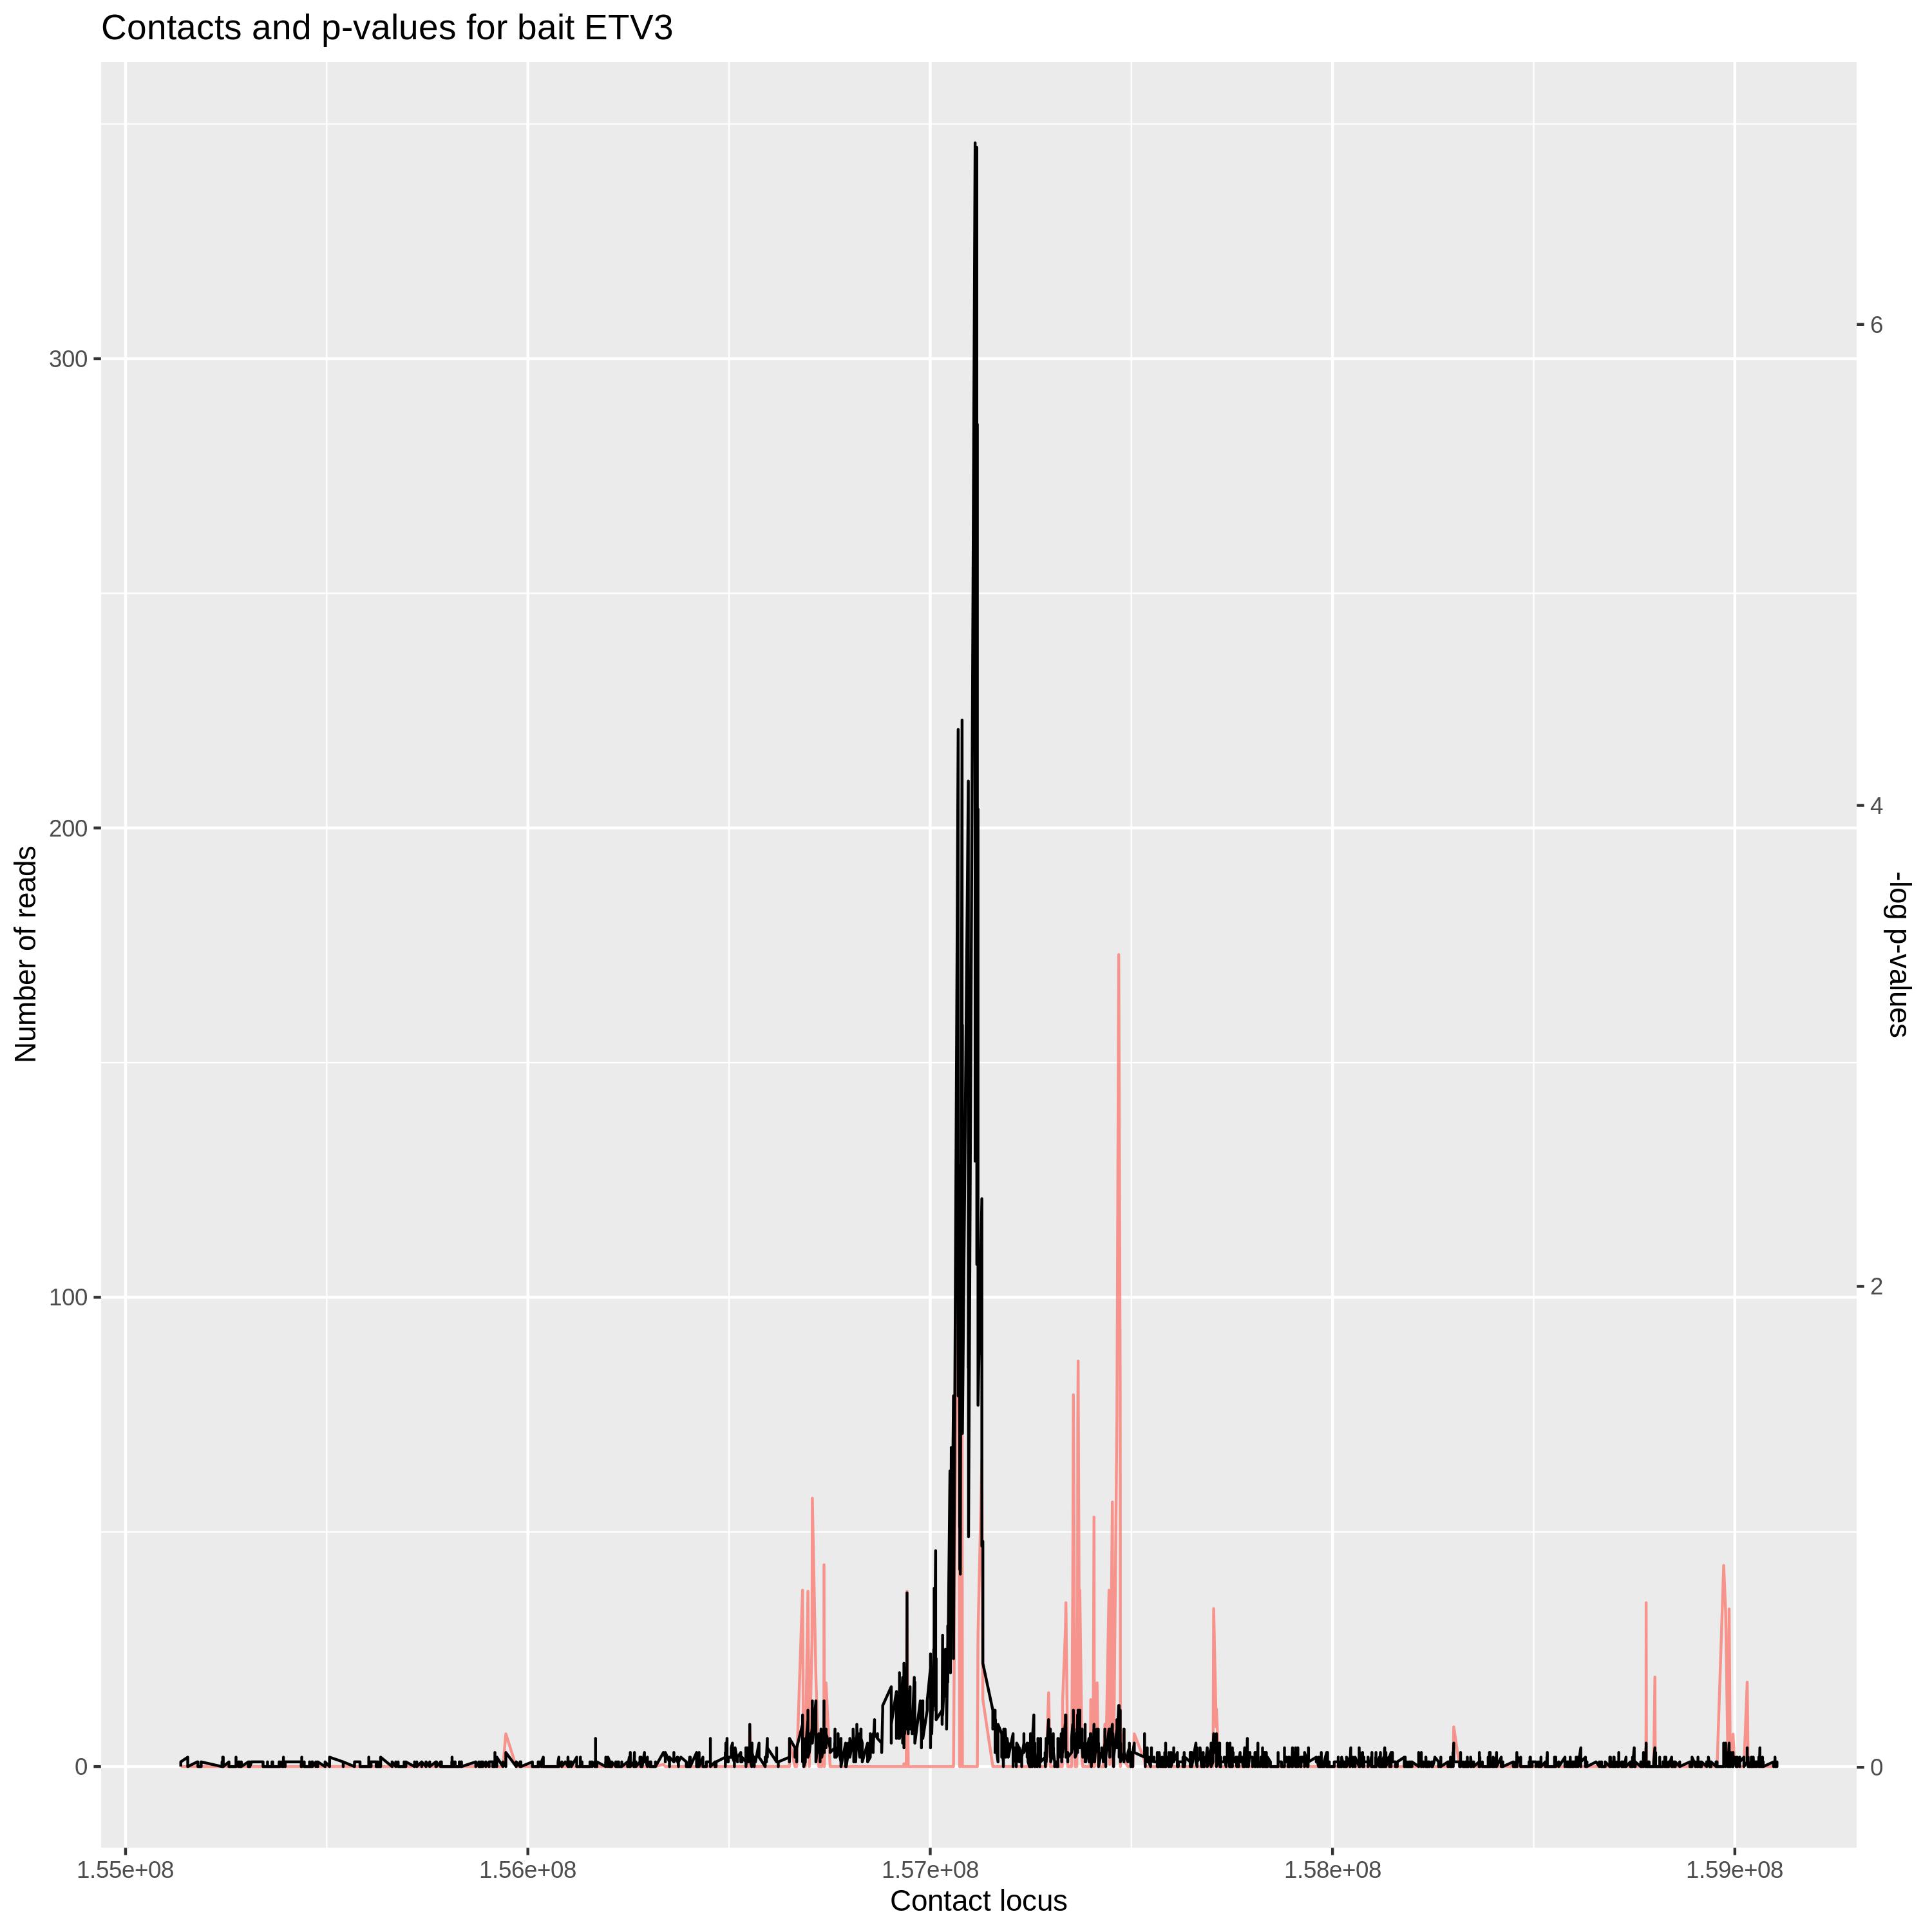 Contacts and p-values for bait ETV3
300
200
100
0
Number of reads
6
4
2
0
-log p-values
1.55e+08 1.56e+08 1.57e+08 1.58e+08 1.59e+08
Contact locus